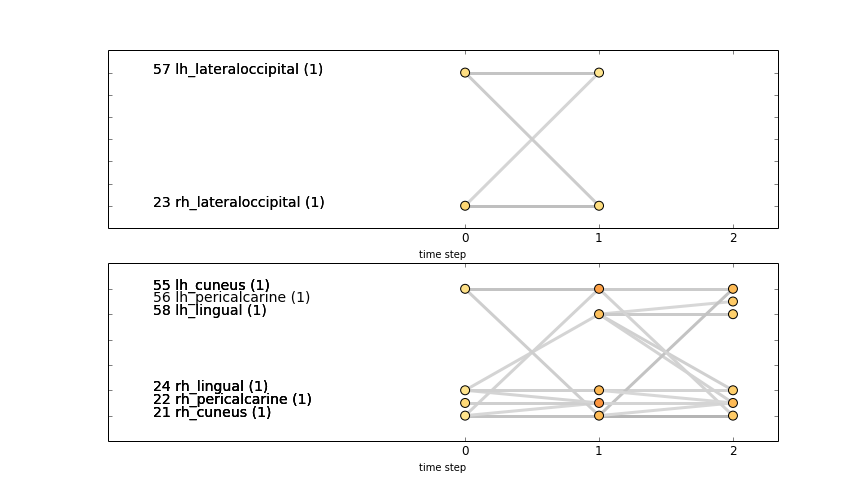 57 lh_lateraloccipital (1)
23 rh_lateraloccipital (1)
0 1 2
time step
55 lh_cuneus (1)
56 lh_pericalcarine (1)
58 lh_lingual (1)
24 rh_lingual (1)
22 rh_pericalcarine (1)
21 rh_cuneus (1)
0 1 2
time step